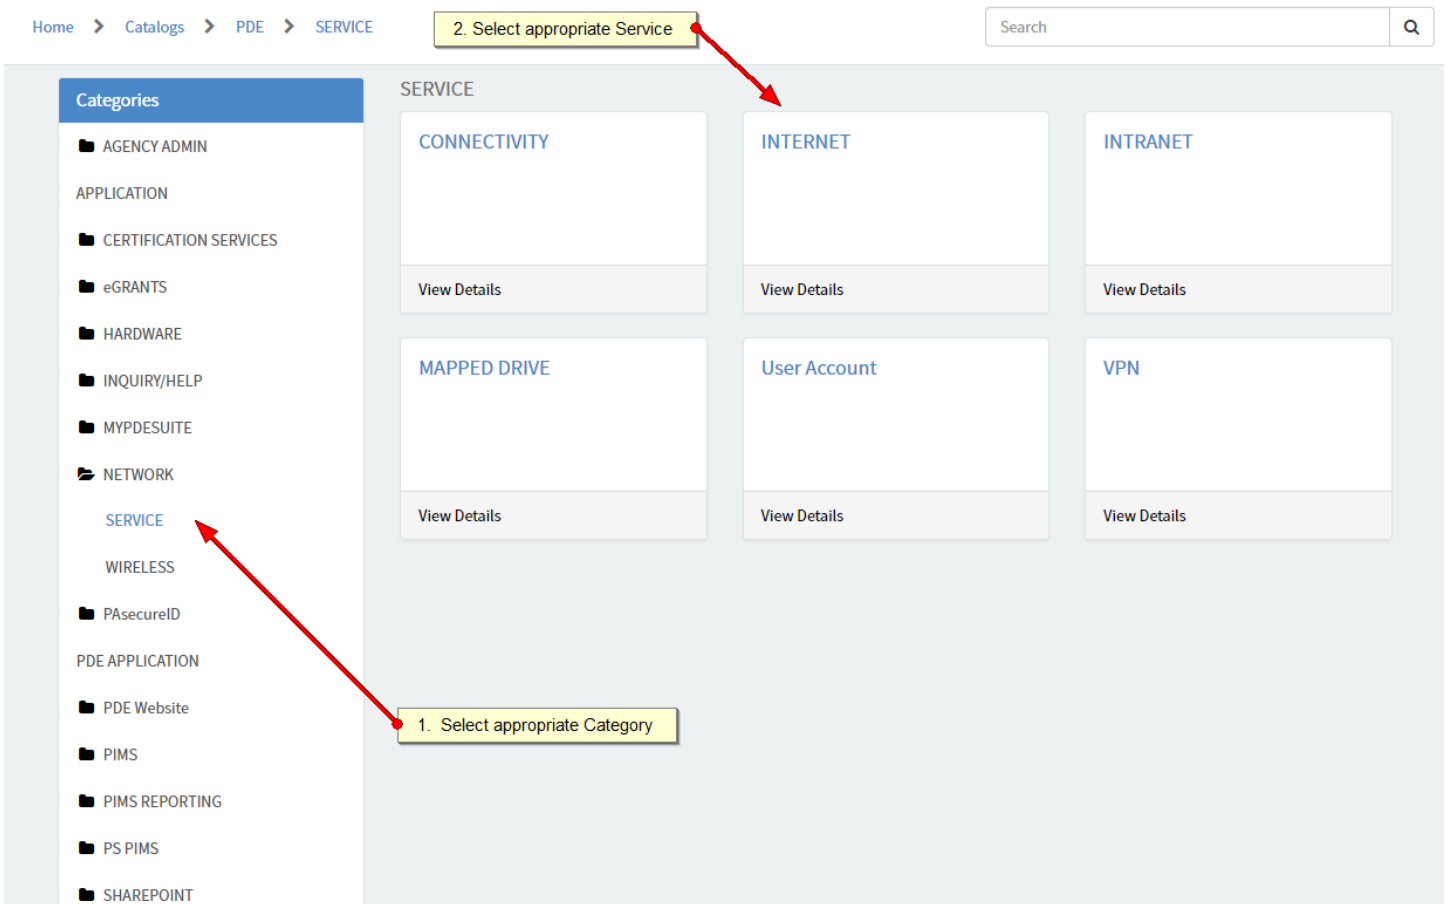 Home
Catalogs
PDE
SERVICE
2. Select appropriate Service
Search
Categories
AGENCY ADMIN
APPLICATION
CERTIFICATION SERVICES
eGRANTS
HARDWARE
INQUIRY/HELP
MYPDESUITE
NETWORK
SERVICE
WIRELESS
PAsecureID
PDE APPLICATION
PDE Website
PIMS
PIMS REPORTING
PS PIMS
SHAREPOINT
SERVICE
CONNECTIVITY
View Details
INTERNET
View Details
INTRANET
View Details
MAPPED DRIVE
View Details
User Account
View Details
VPN
View Details
1. Select appropriate Category